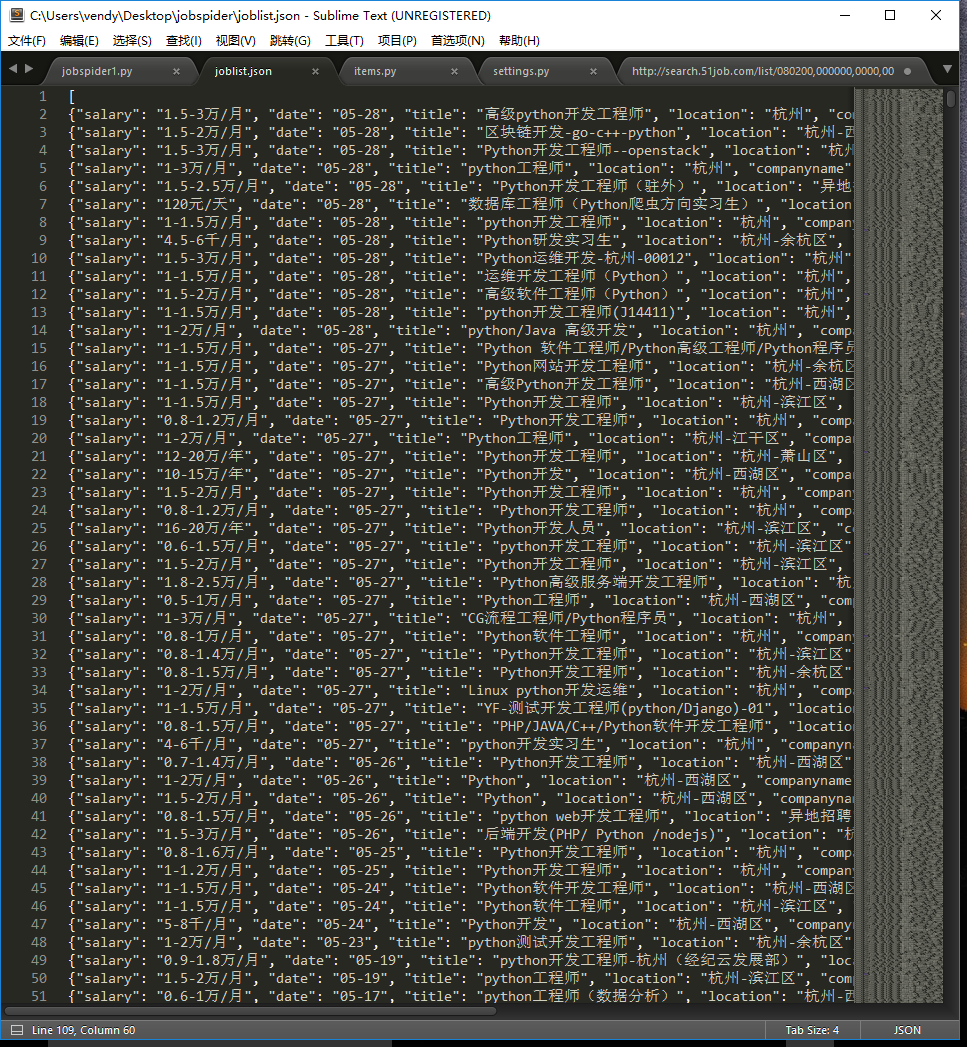 C:\Users\vendy\Desktop\jobspider\joblist.json - Sublime Text (UNREGISTERED)
文件(F) 编辑(E) 选择(S) 查找(I) 视图(V) 跳转(G) 工具(T) 项目(P) 首选项(N) 帮助(H)
jobspider1.py × joblist.json × items.py × settings.py × http://search.51job.com/list/080200,000000,0000,00
1 [
2 {"salary": "1.5-3万/月", "date": "05-28", "title": "高级python开发工程师", "location": "杭州", "com
3 {"salary": "1.5-2万/月", "date": "05-28", "title": "区块链开发-go-c++-python", "location": "杭州-西
4 {"salary": "1.5-3万/月", "date": "05-28", "title": "Python开发工程师--openstack", "location": "杭州
5 {"salary": "1-3万/月", "date": "05-28", "title": "python工程师", "location": "杭州", "companyname"
6 {"salary": "1.5-2.5万/月", "date": "05-28", "title": "Python开发工程师（驻外）", "location": "异地
7 {"salary": "120元/天", "date": "05-28", "title": "数据库工程师（Python爬虫方向实习生）", "location
8 {"salary": "1-1.5万/月", "date": "05-28", "title": "python开发工程师", "location": "杭州", "company
9 {"salary": "4.5-6千/月", "date": "05-28", "title": "Python研发实习生", "location": "杭州-余杭区",
10 {"salary": "1.5-3万/月", "date": "05-28", "title": "Python运维开发-杭州-00012", "location": "杭州"
11 {"salary": "1-1.5万/月", "date": "05-28", "title": "运维开发工程师（Python）", "location": "杭州",
12 {"salary": "1.5-2万/月", "date": "05-28", "title": "高级软件工程师（Python）", "location": "杭州",
13 {"salary": "1-1.5万/月", "date": "05-28", "title": "python开发工程师(J14411)", "location": "杭州",
14 {"salary": "1-2万/月", "date": "05-28", "title": "python/Java 高级开发", "location": "杭州", "comp
15 {"salary": "1-1.5万/月", "date": "05-27", "title": "Python 软件工程师/Python高级工程师/Python程序员
16 {"salary": "1-1.5万/月", "date": "05-27", "title": "Python网站开发工程师", "location": "杭州-余杭区
17 {"salary": "1-1.5万/月", "date": "05-27", "title": "高级Python开发工程师", "location": "杭州-西湖区
18 {"salary": "1-1.5万/月", "date": "05-27", "title": "Python开发工程师", "location": "杭州-滨江区",
19 {"salary": "0.8-1.2万/月", "date": "05-27", "title": "Python开发工程师", "location": "杭州",
20 {"salary": "1-2万/月", "date": "05-27", "title": "Python工程师", "location": "杭州-江干区", "compa
21 {"salary": "12-20万/年", "date": "05-27", "title": "Python开发工程师", "location": "杭州-萧山区",
22 {"salary": "10-15万/年", "date": "05-27", "title": "Python开发", "location": "杭州-西湖区", "compa
23 {"salary": "1.5-2万/月", "date": "05-27", "title": "Python开发工程师", "location": "杭州", "company
24 {"salary": "0.8-1.2万/月", "date": "05-27", "title": "Python开发工程师", "location": "杭州",
25 {"salary": "16-20万/年", "date": "05-27", "title": "Python开发人员", "location": "杭州-滨江区", "co
26 {"salary": "0.6-1.5万/月", "date": "05-27", "title": "python开发工程师", "location": "杭州-滨江区"
27 {"salary": "1.5-2万/月", "date": "05-27", "title": "Python开发工程师", "location": "杭州-滨江区",
28 {"salary": "1.8-2.5万/月", "date": "05-27", "title": "Python高级服务端开发工程师", "location": "杭
29 {"salary": "0.5-1万/月", "date": "05-27", "title": "Python工程师", "location": "杭州-西湖区", "com
30 {"salary": "1-3万/月", "date": "05-27", "title": "CG流程工程师/Python程序员", "location": "杭州",
31 {"salary": "0.8-1万/月", "date": "05-27", "title": "Python软件工程师", "location": "杭州", "company
32 {"salary": "0.8-1.4万/月", "date": "05-27", "title": "Python开发工程师", "location": "杭州-滨江区"
33 {"salary": "0.8-1.5万/月", "date": "05-27", "title": "Python开发工程师", "location": "杭州-余杭区"
34 {"salary": "1-2万/月", "date": "05-27", "title": "Linux python开发运维", "location": "杭州", "comp
35 {"salary": "1-1.5万/月", "date": "05-27", "title": "YF-测试开发工程师(python/Django)-01", "locatio
36 {"salary": "0.8-1.5万/月", "date": "05-27", "title": "PHP/JAVA/C++/Python软件开发工程师", "locatio
37 {"salary": "4-6千/月", "date": "05-27", "title": "python开发实习生", "location": "杭州", "companyna
38 {"salary": "0.7-1.4万/月", "date": "05-26", "title": "Python开发工程师", "location": "杭州-西湖区"
39 {"salary": "1-2万/月", "date": "05-26", "title": "Python", "location": "杭州-西湖区", "companyname
40 {"salary": "1.5-2万/月", "date": "05-26", "title": "Python", "location": "杭州-西湖区", "companyna
41 {"salary": "0.8-1.5万/月", "date": "05-26", "title": "python web开发工程师", "location": "异地招聘
42 {"salary": "1.5-3万/月", "date": "05-26", "title": "后端开发(PHP/ Python /nodejs)", "location": "杭
43 {"salary": "0.8-1.6万/月", "date": "05-25", "title": "Python开发工程师", "location": "杭州", "comp
44 {"salary": "1-1.2万/月", "date": "05-25", "title": "Python开发工程师", "location": "杭州", "company
45 {"salary": "1-1.5万/月", "date": "05-24", "title": "Python软件开发工程师", "location": "杭州-西湖区
46 {"salary": "1-1.5万/月", "date": "05-24", "title": "Python软件工程师", "location": "杭州-滨江区",
47 {"salary": "5-8千/月", "date": "05-24", "title": "Python开发", "location": "杭州-西湖区", "company
48 {"salary": "1-2万/月", "date": "05-23", "title": "python测试开发工程师", "location": "杭州-余杭区"
49 {"salary": "0.9-1.8万/月", "date": "05-19", "title": "python开发工程师-杭州（经纪云发展部）", "loc
50 {"salary": "1.5-2万/月", "date": "05-19", "title": "python工程师" "location": "杭州-滨江区", "com
51 {"salary": "0.6-1万/月", "date": "05-17", "title": "python工程师（数据分析）", "location": "杭州-西
Line 109, Column 60 Tab Size: 4 JSON